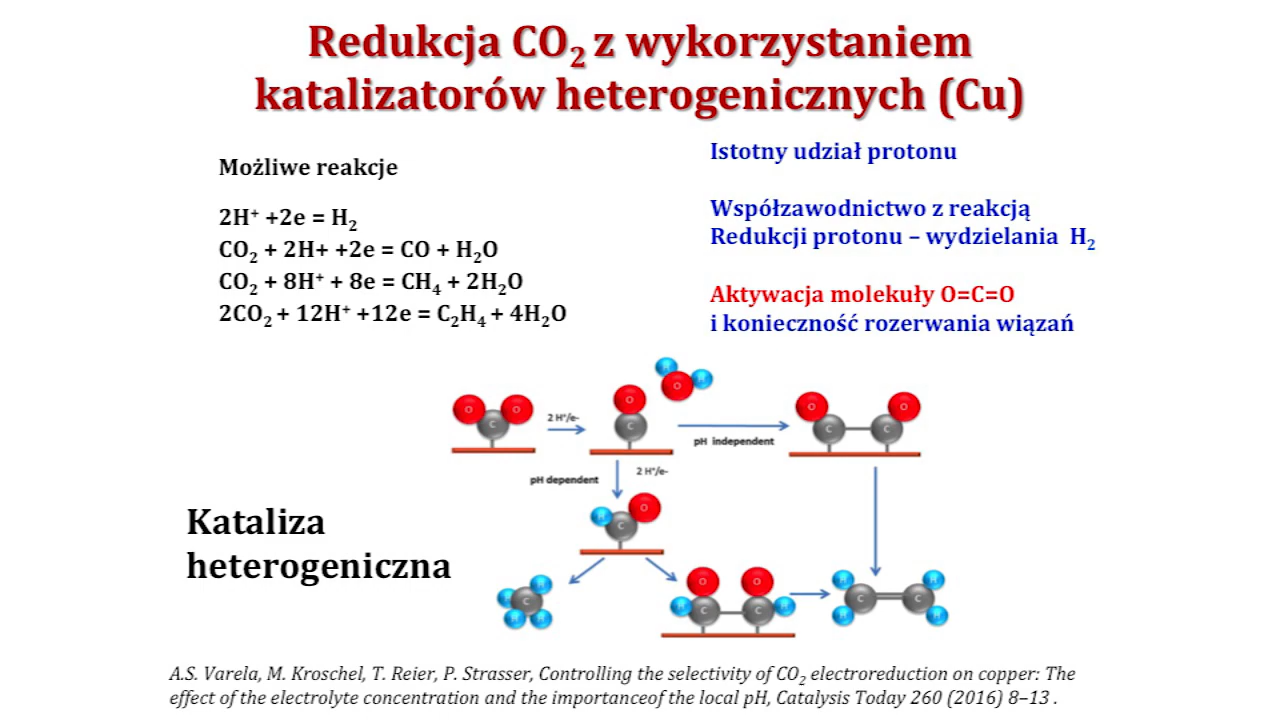 Redukcja CO₂ z wykorzystaniem
katalizatorów heterogenicznych (Cu)
Możliwe reakcje
2H⁺ +2e = H₂
CO₂ + 2H+ +2e = CO + H₂O
CO₂ + 8H⁺ + 8e = CH₄ + 2H₂O
2CO₂ + 12H⁺ +12e = C₂H₄ + 4H₂O
Istotny udział protonu
Współzawodnictwo z reakcją
Redukcji protonu – wydzielania H₂
Aktywacja molekuły O=C=O
i konieczność rozerwania wiązań
H O H
O O O O O
C C C C
2 H⁺/e-
pH independent
pH dependent
2 H⁺/e-
H C O
Kataliza
heterogeniczna
H H C H H
O O
H C C H
H H
C C
H H
A.S. Varela, M. Kroschel, T. Reier, P. Strasser, Controlling the selectivity of CO₂ electroreduction on copper: The
effect of the electrolyte concentration and the importanceof the local pH, Catalysis Today 260 (2016) 8–13 .